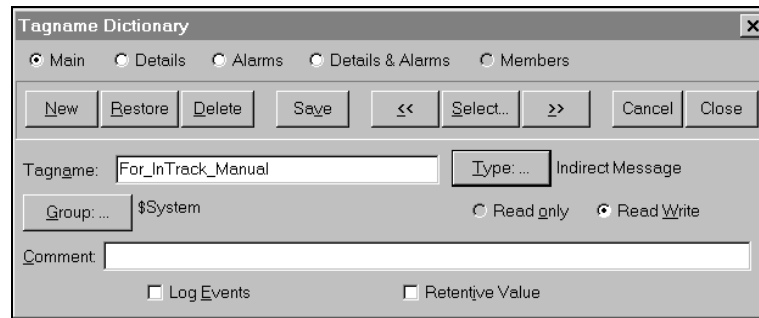 Tagname Dictionary
Main Details Alarms Details & Alarms Members
New Restore Delete Save << Select... >> Cancel Close
Tagname: For_InTrack_Manual Type: ... Indirect Message
Group: ... $System Read only Read Write
Comment:
Log Events Retentive Value